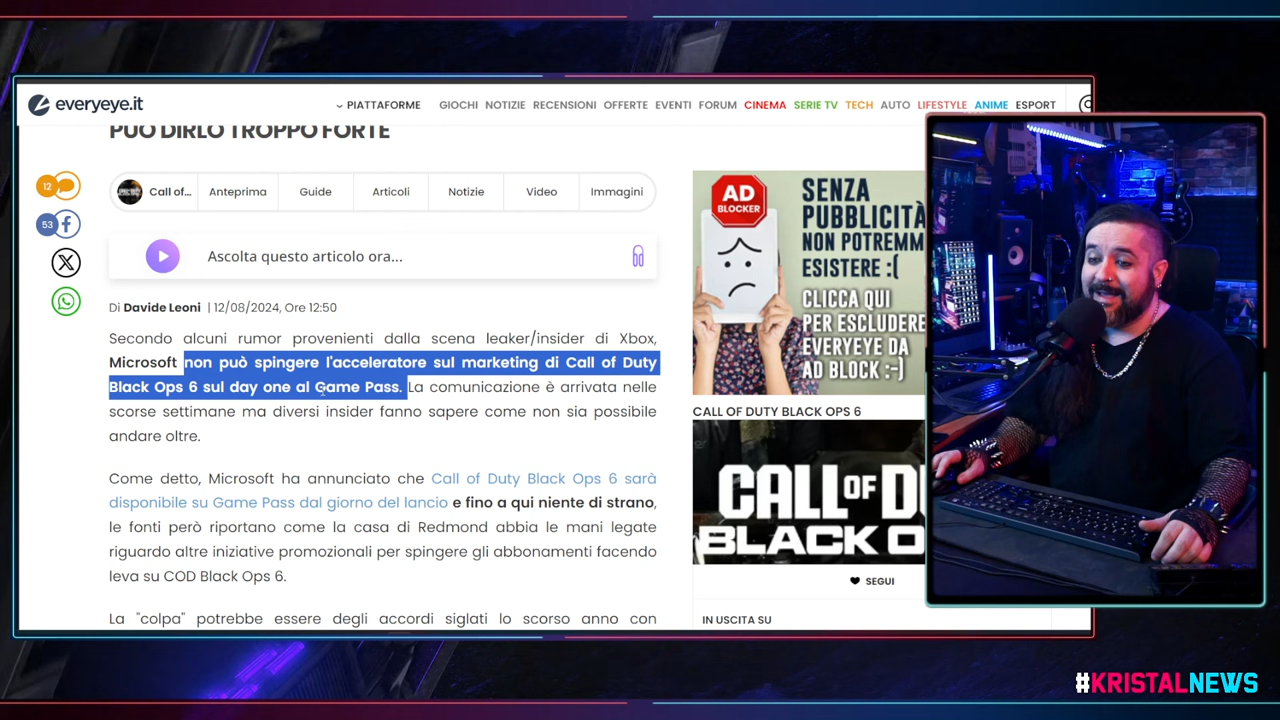 everyeye.it
PIATTAFORME GIOCHI NOTIZIE RECENSIONI OFFERTE EVENTI FORUM CINEMA SERIE TV TECH AUTO LIFESTYLE ANIME ESPORT
PUÒ DIRLO TROPPO FORTE
Call of... Anteprima Guide Articoli Notizie Video Immagini
12
53
Ascolta questo articolo ora...
Di Davide Leoni | 12/08/2024, Ore 12:50
Secondo alcuni rumor provenienti dalla scena leaker/insider di Xbox,
Microsoft non può spingere l'acceleratore sul marketing di Call of Duty
Black Ops 6 sul day one al Game Pass. La comunicazione è arrivata nelle
scorse settimane ma diversi insider fanno sapere come non sia possibile
andare oltre.
Come detto, Microsoft ha annunciato che Call of Duty Black Ops 6 sarà
disponibile su Game Pass dal giorno del lancio e fino a qui niente di strano,
le fonti però riportano come la casa di Redmond abbia le mani legate
riguardo altre iniziative promozionali per spingere gli abbonamenti facendo
leva su COD Black Ops 6.
La "colpa" potrebbe essere degli accordi siglati lo scorso anno con
AD
BLOCKER
SENZA
PUBBLICITÀ
NON POTREMM
ESISTERE :(
CLICCA QUI
PER ESCLUDERE
EVERYEYE DA
AD BLOCK :-)
CALL OF DUTY BLACK OPS 6
CALL OF DU
BLACK O
SEGUI
IN USCITA SU
#KRISTALNEWS